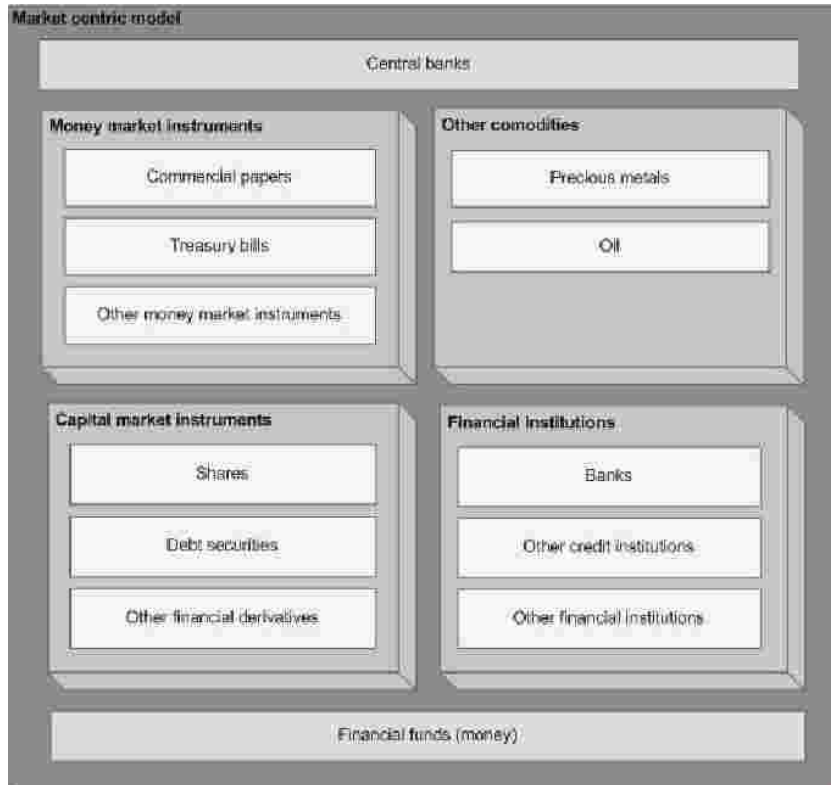 Market centric model
Central banks
Money market instruments
Commercial papers
Treasury bills
Other money market instruments
Other comodities
Precious metals
Oil
Capital market instruments
Shares
Debt securities
Other financial derivatives
Financial institutions
Banks
Other credit institutions
Other financial institutions
Financial funds (money)